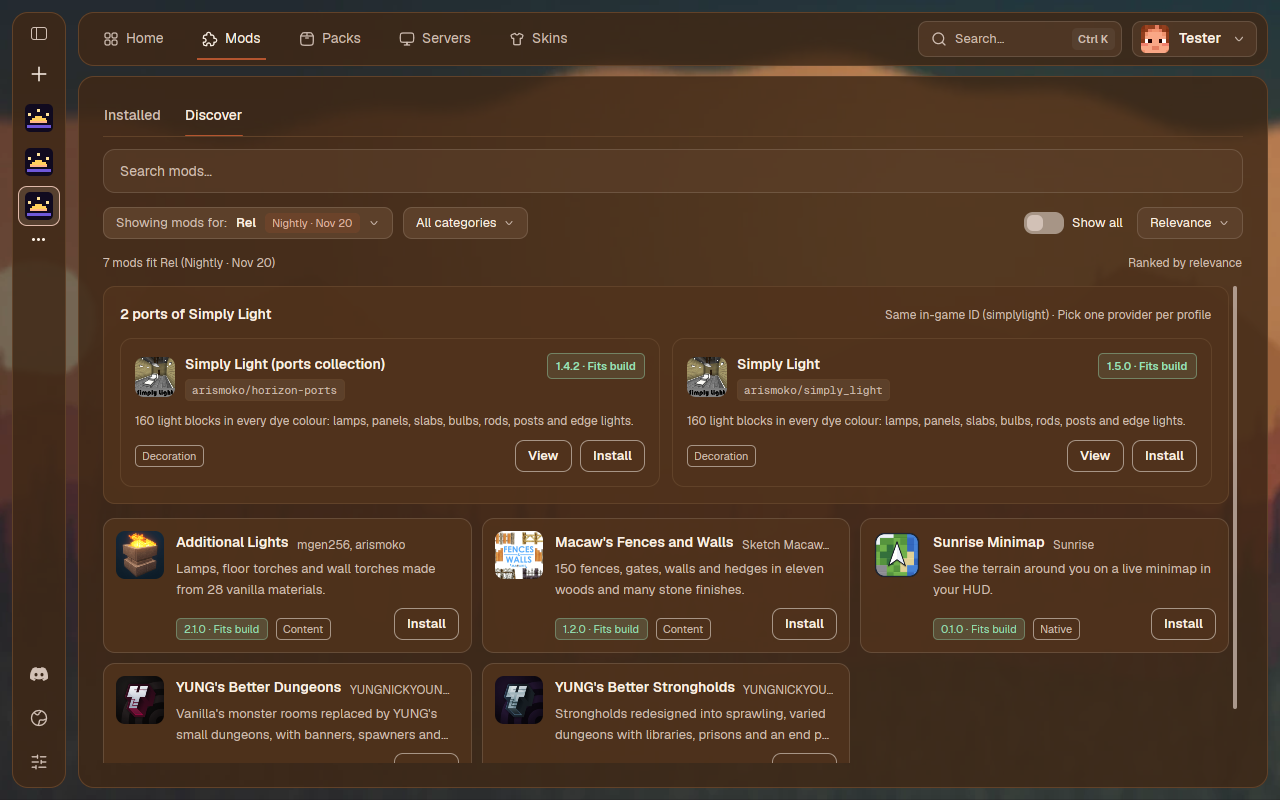 Home
Mods
Packs
Servers
Skins
Search...
Ctrl K
Tester
Installed
Discover
Search mods...
Showing mods for: Rel Nightly · Nov 20
All categories
Show all
Relevance
7 mods fit Rel (Nightly · Nov 20)
Ranked by relevance
2 ports of Simply Light
Same in-game ID (simplylight) · Pick one provider per profile
Simply Light (ports collection)
1.4.2 · Fits build
arismoko/horizon-ports
160 light blocks in every dye colour: lamps, panels, slabs, bulbs, rods, posts and edge lights.
Decoration
View
Install
Simply Light
1.5.0 · Fits build
arismoko/simply_light
160 light blocks in every dye colour: lamps, panels, slabs, bulbs, rods, posts and edge lights.
Decoration
View
Install
Additional Lights mgen256, arismoko
Lamps, floor torches and wall torches made
from 28 vanilla materials.
2.1.0 · Fits build
Content
Install
FENCES
WALLS
Macaw's Fences and Walls Sketch Macaw...
150 fences, gates, walls and hedges in eleven
woods and many stone finishes.
1.2.0 · Fits build
Content
Install
Sunrise Minimap Sunrise
See the terrain around you on a live minimap in
your HUD.
0.1.0 · Fits build
Native
Install
YUNG's Better Dungeons YUNGNICKYOUN...
Vanilla's monster rooms replaced by YUNG's
small dungeons, with banners, spawners and...
YUNG's Better Strongholds YUNGNICKYOU...
Strongholds redesigned into sprawling, varied
dungeons with libraries, prisons and an end p...